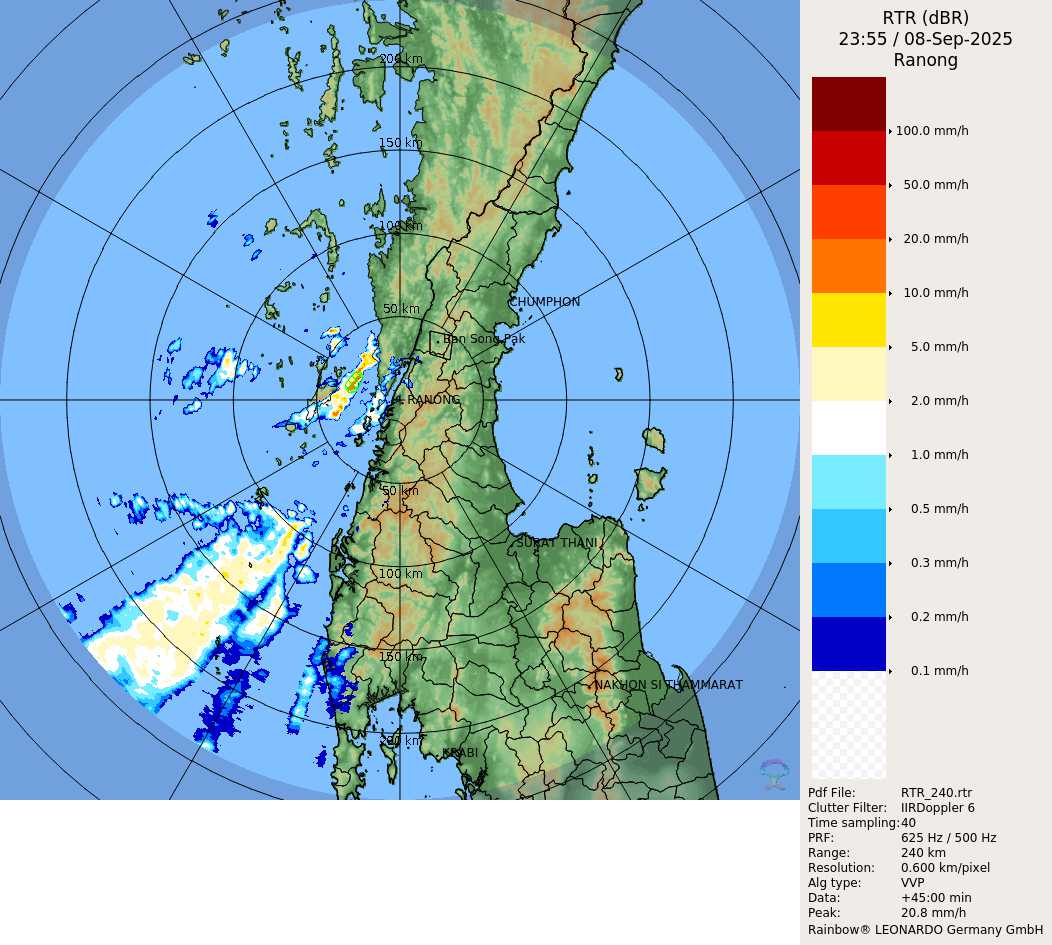 RTR (dBR)
23:55 / 08-Sep-2025
Ranong
200 km
150 km
100 km
50 km
CHUMPHON
Ban Song Pak
RANONG
50 km
SURAT THANI
100 km
150 km
NAKHON SI THAMMARAT
200 km
KRABI
100.0 mm/h
50.0 mm/h
20.0 mm/h
10.0 mm/h
5.0 mm/h
2.0 mm/h
1.0 mm/h
0.5 mm/h
0.3 mm/h
0.2 mm/h
0.1 mm/h
Pdf File: RTR_240.rtr
Clutter Filter: IIRDoppler 6
Time sampling:40
PRF: 625 Hz / 500 Hz
Range: 240 km
Resolution: 0.600 km/pixel
Alg type: VVP
Data: +45:00 min
Peak: 20.8 mm/h
Rainbow® LEONARDO Germany GmbH